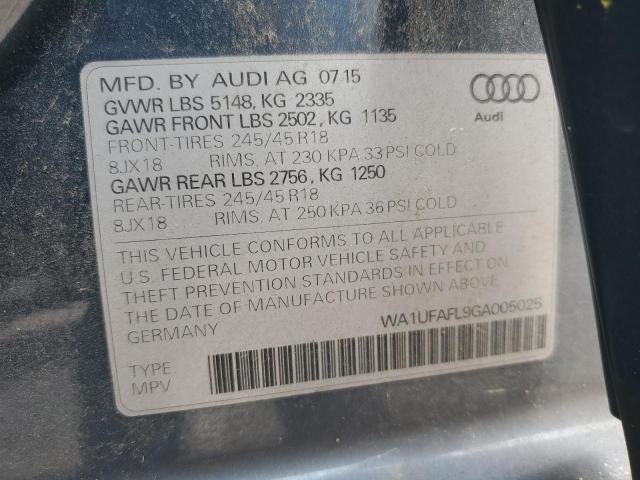 MFD. BY AUDI AG 07 15
GVWR LBS 5148, KG 2335
GAWR FRONT LBS 2502, KG 1135
FRONT-TIRES 245/45 R18
8JX18 RIMS, AT 230 KPA 33 PSI COLD
GAWR REAR LBS 2756, KG 1250
REAR-TIRES 245/45 R18
8JX18 RIMS, AT 250 KPA 36 PSI COLD
Audi
THIS VEHICLE CONFORMS TO ALL APPLICABLE
U.S. FEDERAL MOTOR VEHICLE SAFETY AND
THEFT PREVENTION STANDARDS IN EFFECT ON
THE DATE OF MANUFACTURE SHOWN ABOVE.
GERMANY
WA1UFAFL9GA005025
TYPE
MPV